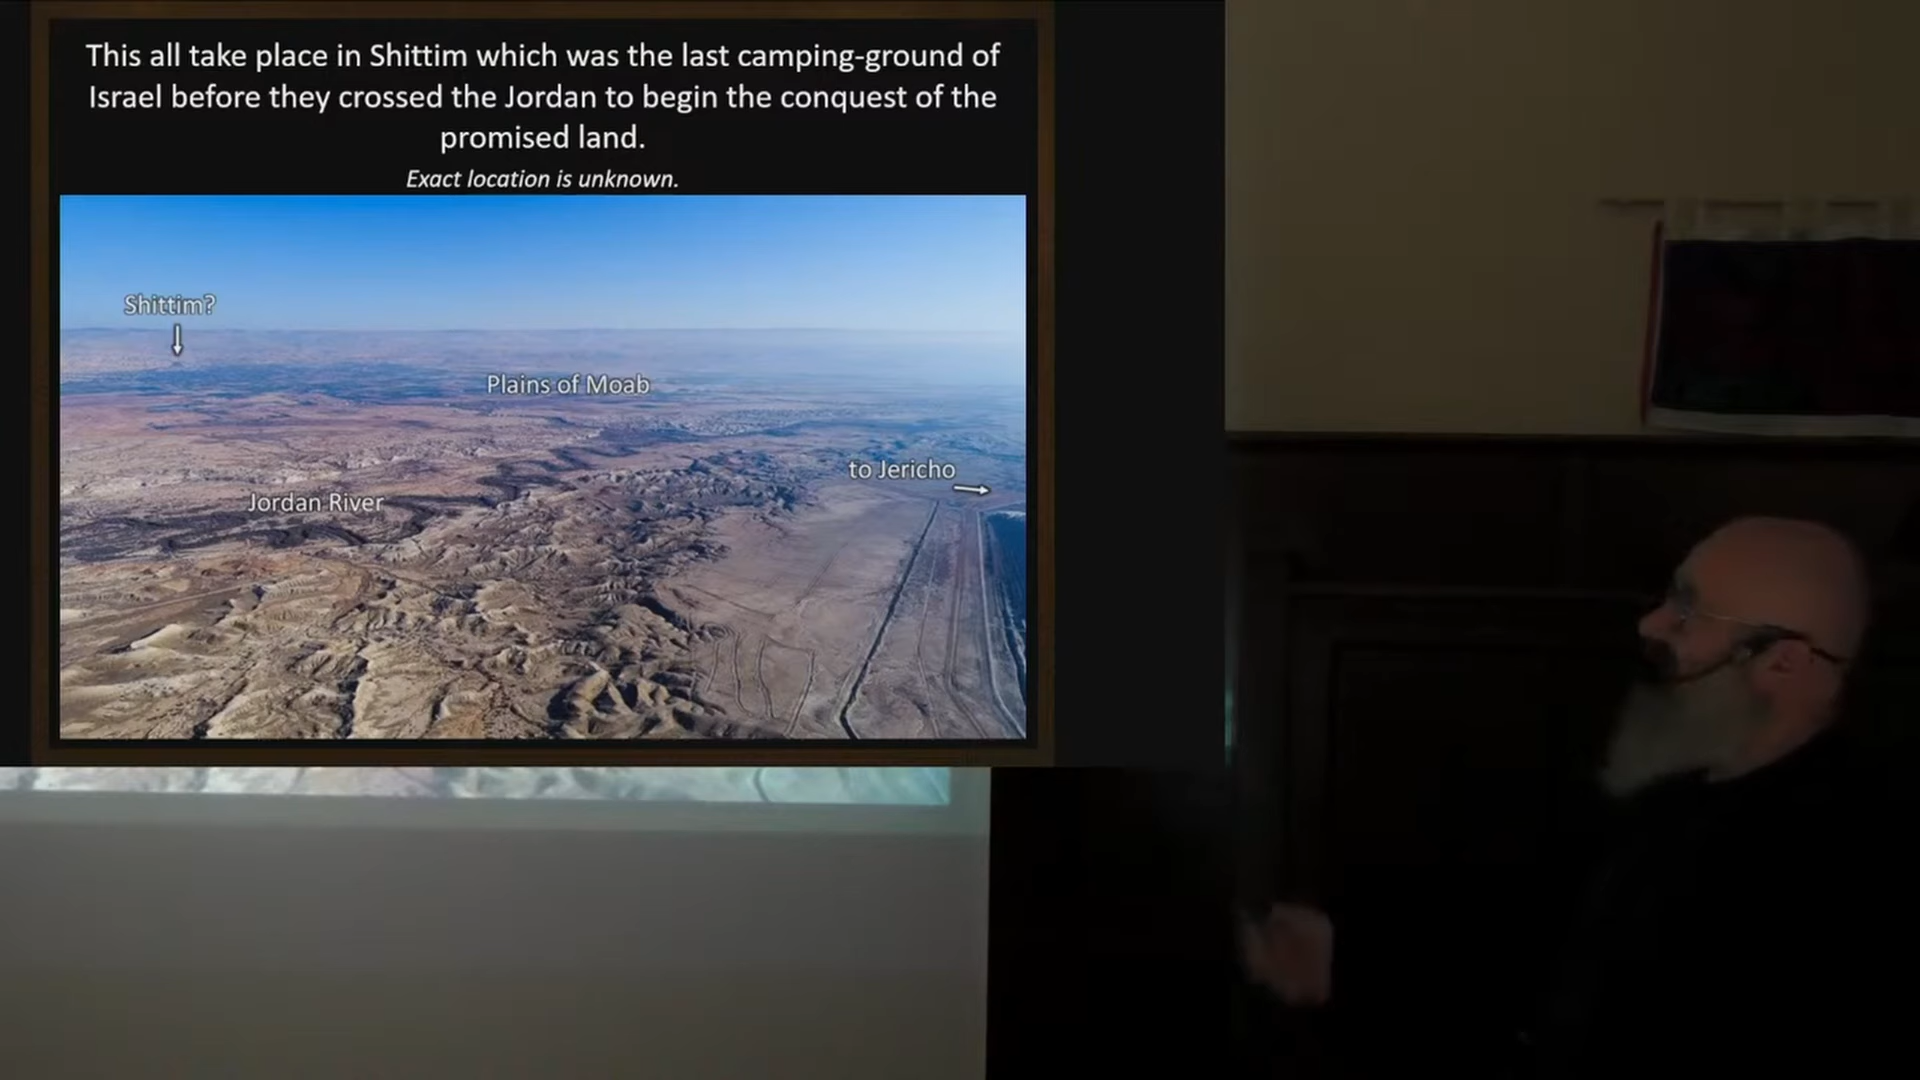 This all take place in Shittim which was the last camping-ground of
Israel before they crossed the Jordan to begin the conquest of the
promised land.
Exact location is unknown.
Shittim?
Plains of Moab
to Jericho
Jordan River